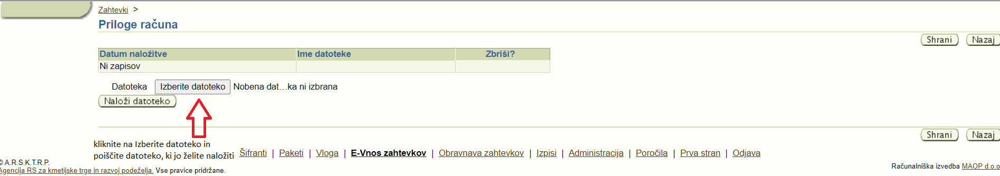 Zahtevki >
Priloge računa
Shrani Nazaj
Datum naložitve Ime datoteke Zbriši?
Ni zapisov
Datoteka Izberite datoteko Nobena dat...ka ni izbrana
Naloži datoteko
Shrani Nazaj
kliknite na Izberite datoteko in
poiščite datoteko, ki jo želite naložiti
Šifranti | Paketi | Vloga | E-Vnos zahtevkov | Obravnava zahtevkov | Izpisi | Administracija | Poročila | Prva stran | Odjava
© A.R.S.K.T.R.P.
Agencija RS za kmetijske trge in razvoj podeželja. Vse pravice pridržane.
Računalniška izvedba MAOP d.o.o